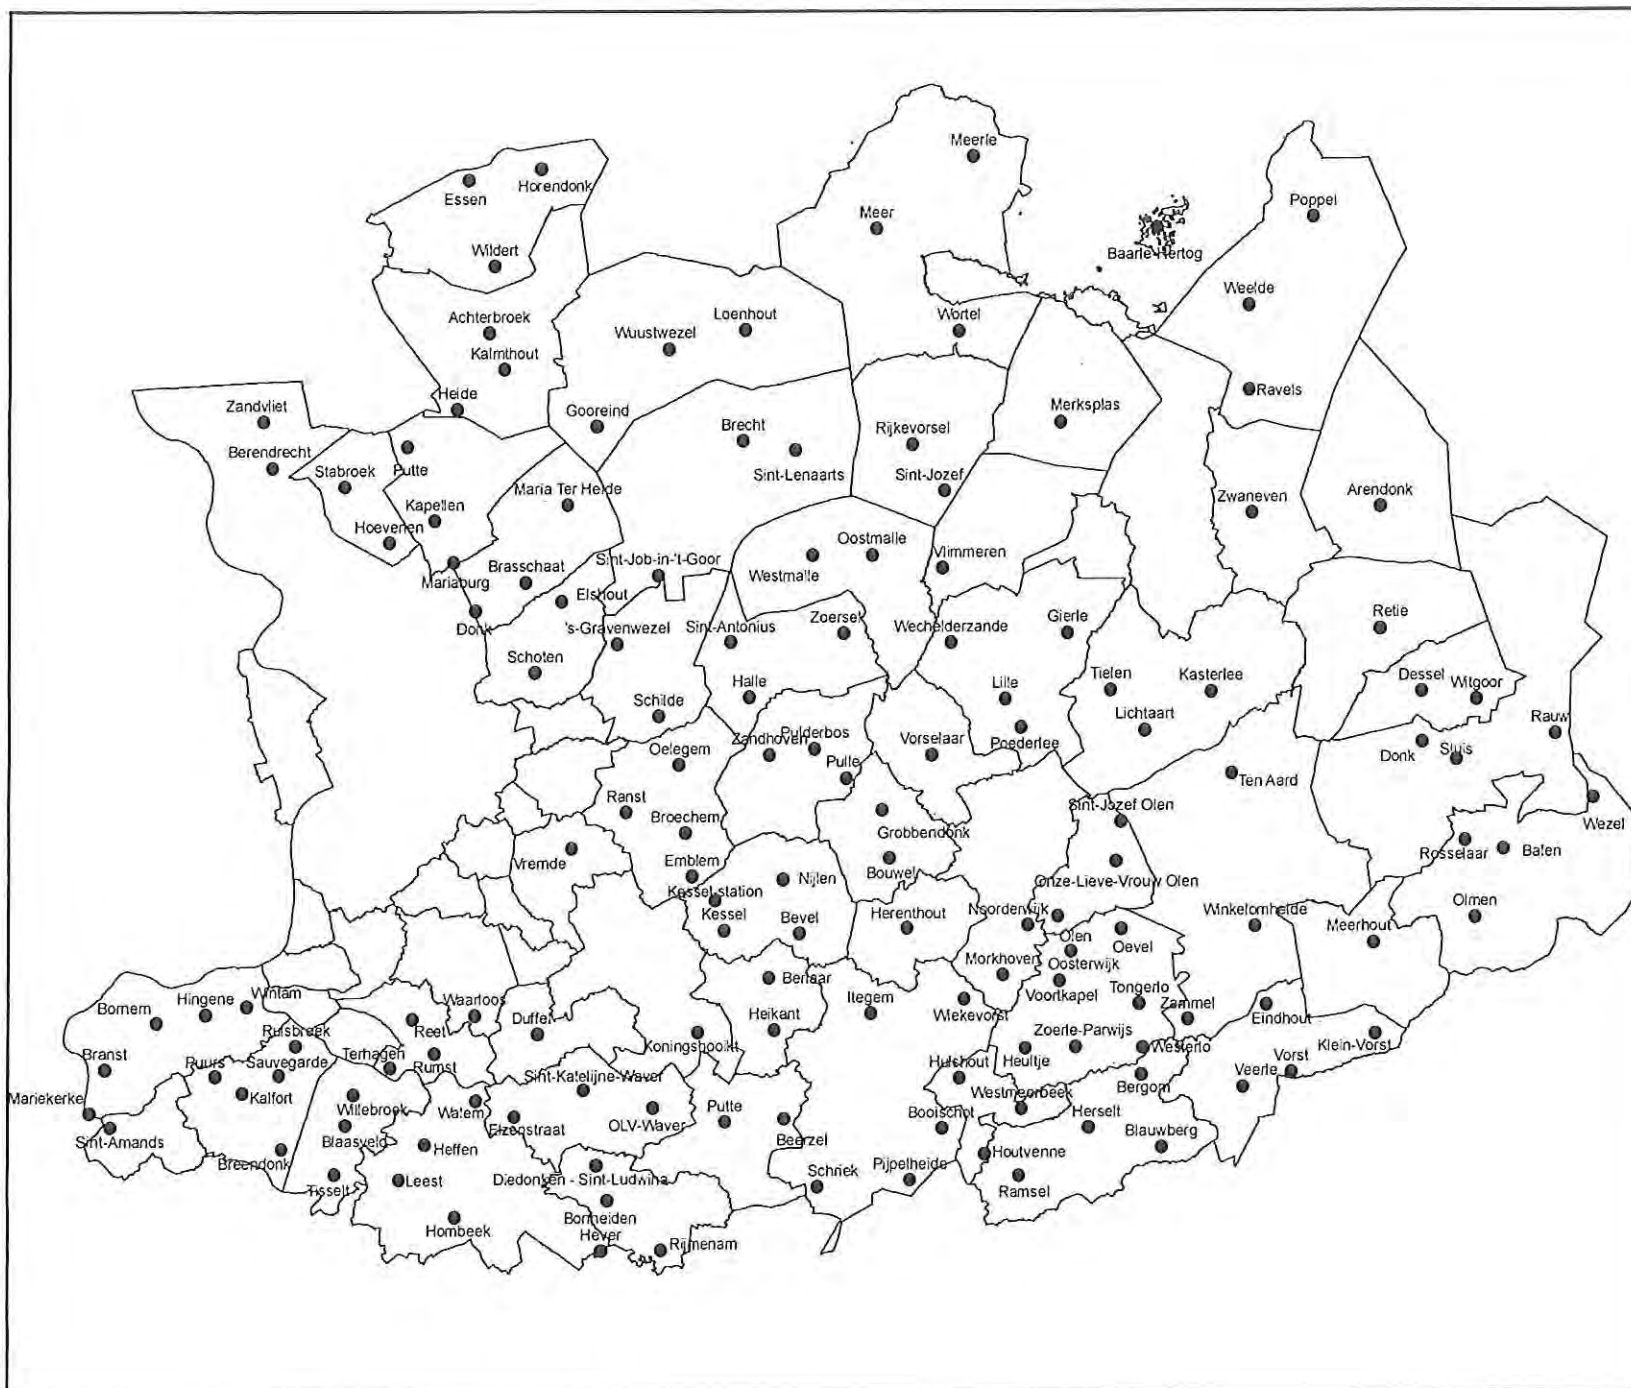 Meerle
Horendonk
Essen
Poppel
Meer
Baarle-Hertog
Wildert
Weelde
Achterbroek
Loenhout
Wortel
Wuustwezel
Kalmthout
Ravels
Heide
Zandvliet
Gooreind
Merksplas
Brecht
Rijkevorsel
Berendrecht
Putte
Stabroek
Sint-Lenaarts
Sint-Jozef
Maria Ter Heide
Zwaneven
Arendonk
Kapellen
Hoevenen
Oostmalle
Vlimmeren
Sint-Job-in-'t-Goor
Westmalle
Brasschaat
Mariaburg
Elshout
Retie
Gierle
Zoersel
Donk
's-Gravenwezel
Sint-Antonius
Wechelderzande
Schoten
Tielen
Kasterlee
Dessel
Witgoor
Halle
Lille
Schilde
Lichtaart
Rauw
Oelegem
Zandhoven
Pulderbos
Vorselaar
Poederlee
Donk
Sluis
Pulle
Ten Aard
Ranst
Sint-Jozef Olen
Broechem
Grobbendonk
Wezel
Vremde
Emblem
Bouwel
Rosselaar
Balen
Nijlen
Onze-Lieve-Vrouw Olen
Kessel-station
Kessel
Bevel
Herenthout
Noorderwijk
Winkelomheide
Olmen
Meerhout
Olen
Oevel
Morkhoven
Oosterwijk
Berlaar
Voortkapel
Itegem
Tongerlo
Zammel
Wintam
Hingene
Bornem
Waarloos
Wiekevorst
Eindhout
Duffel
Heikant
Reet
Ruisbroek
Zoerle-Parwijs
Koningshooikt
Heultje
Westerlo
Klein-Vorst
Branst
Puurs
Sauvegarde
Terhagen
Rumst
Hulshout
Vorst
Veerle
Sint-Katelijne-Waver
Bergom
Mariekerke
Kalfort
Westmeerbeek
Willebroek
Walem
Putte
Booischot
Herselt
Elzenstraat
OLV-Waver
Sint-Amands
Blaasveld
Beerzel
Blauwberg
Heffen
Houtvenne
Breendonk
Pijpelheide
Schriek
Diedonken - Sint-Ludwina
Leest
Tisselt
Ramsel
Bonheiden
Hombeek
Hever
Rijmenam